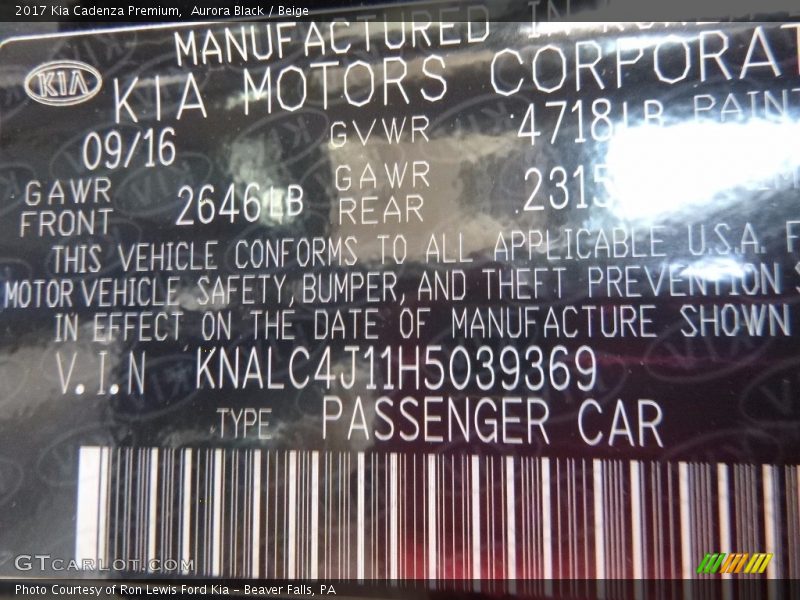 2017 Kia Cadenza Premium, Aurora Black / Beige
MANUFACTURED IN
KIA KIA MOTORS CORPORAT
09/16 GVWR 4718LB PAINT
GAWR FRONT 2646LB GAWR REAR 2315
THIS VEHICLE CONFORMS TO ALL APPLICABLE U.S.A. F
MOTOR VEHICLE SAFETY, BUMPER, AND THEFT PREVENTION S
IN EFFECT ON THE DATE OF MANUFACTURE SHOWN
V.I.N KNALC4J11H5039369
TYPE PASSENGER CAR
GTCARLOT.COM
Photo Courtesy of Ron Lewis Ford Kia - Beaver Falls, PA